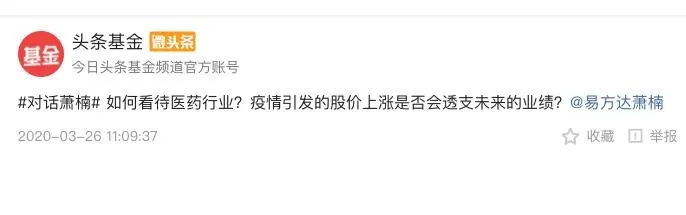 基金
头条基金 微头条
今日头条基金频道官方账号
#对话萧楠# 如何看待医药行业？疫情引发的股价上涨是否会透支未来的业绩？@易方达萧楠
2020-03-26 11:09:37 收藏 举报